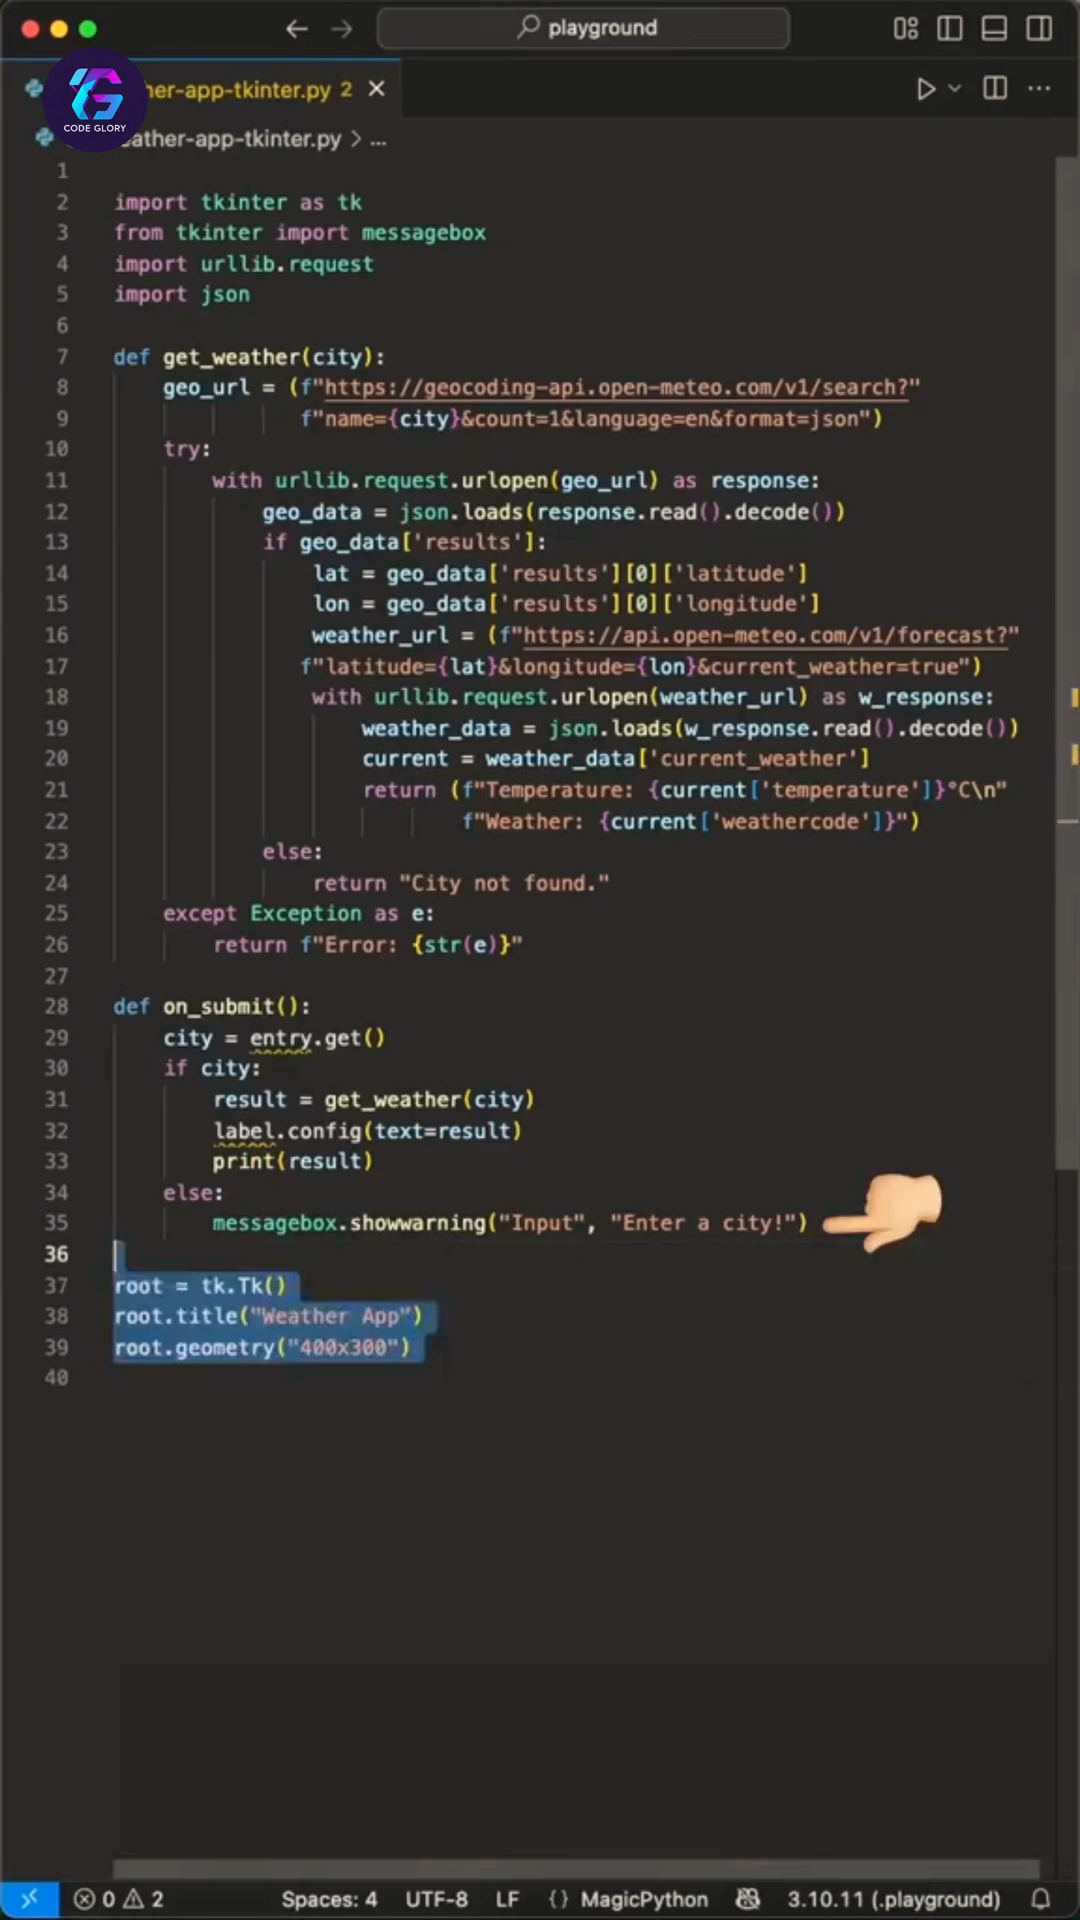 playground
her-app-tkinter.py 2
CODE GLORY
eather-app-tkinter.py > ...
1
2 import tkinter as tk
3 from tkinter import messagebox
4 import urllib.request
5 import json
6
7 def get_weather(city):
8 geo_url = (f"https://geocoding-api.open-meteo.com/v1/search?"
9 f"name={city}&count=1&language=en&format=json")
10 try:
11 with urllib.request.urlopen(geo_url) as response:
12 geo_data = json.loads(response.read().decode())
13 if geo_data['results']:
14 lat = geo_data['results'][0]['latitude']
15 lon = geo_data['results'][0]['longitude']
16 weather_url = (f"https://api.open-meteo.com/v1/forecast?"
17 f"latitude={lat}&longitude={lon}&current_weather=true")
18 with urllib.request.urlopen(weather_url) as w_response:
19 weather_data = json.loads(w_response.read().decode())
20 current = weather_data['current_weather']
21 return (f"Temperature: {current['temperature']}°C\n"
22 f"Weather: {current['weathercode']}")
23 else:
24 return "City not found."
25 except Exception as e:
26 return f"Error: {str(e)}"
27
28 def on_submit():
29 city = entry.get()
30 if city:
31 result = get_weather(city)
32 label.config(text=result)
33 print(result)
34 else:
35 messagebox.showwarning("Input", "Enter a city!")
36
37 root = tk.Tk()
38 root.title("Weather App")
39 root.geometry("400x300")
40
0 2 Spaces: 4 UTF-8 LF {} MagicPython 3.10.11 (.playground)